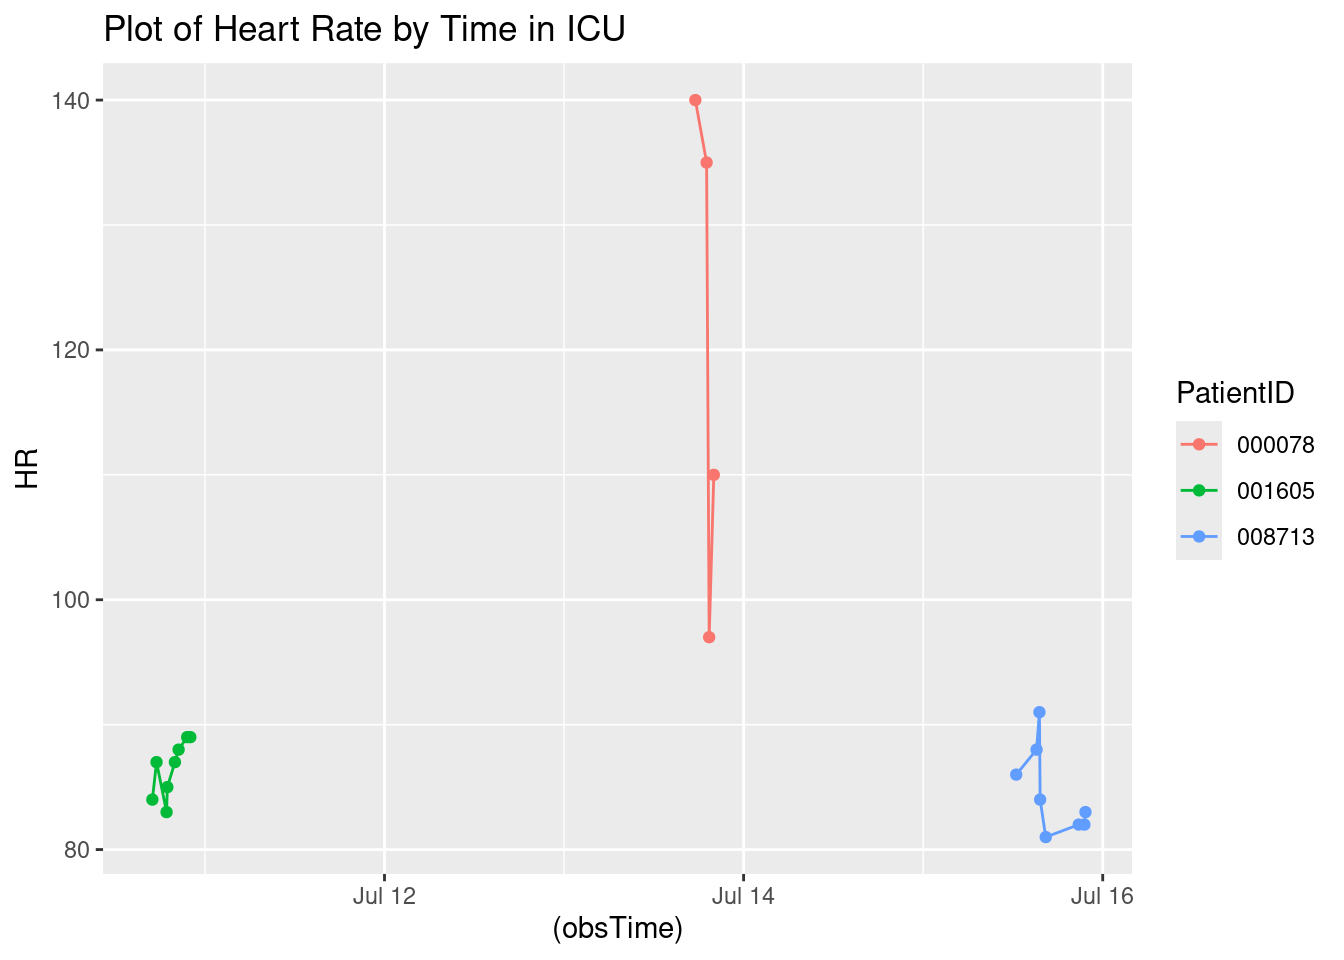 Plot of Heart Rate by Time in ICU
140
120
100
80
HR
Jul 12
Jul 14
Jul 16
(obsTime)
PatientID
000078
001605
008713